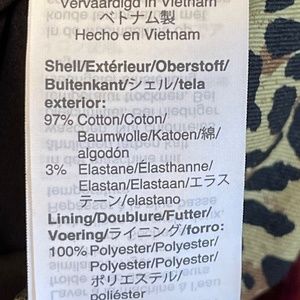 Vervaardigd in Vietnam
ベトナム製
Hecho en Vietnam
Shell/Extérieur/Oberstoff/
Buitenkant/シェル/tela
exterior:
97% Cotton/Coton/
Baumwolle/Katoen/綿/
algodón
3% Elastane/Élasthanne/
Elastan/Elastaan/エラス
テーン/elastano
Lining/Doublure/Futter/
Voering/ライニング/forro:
100% Polyester/Polyester/
Polyester/Polyester/
ポリエステル/
poliéster